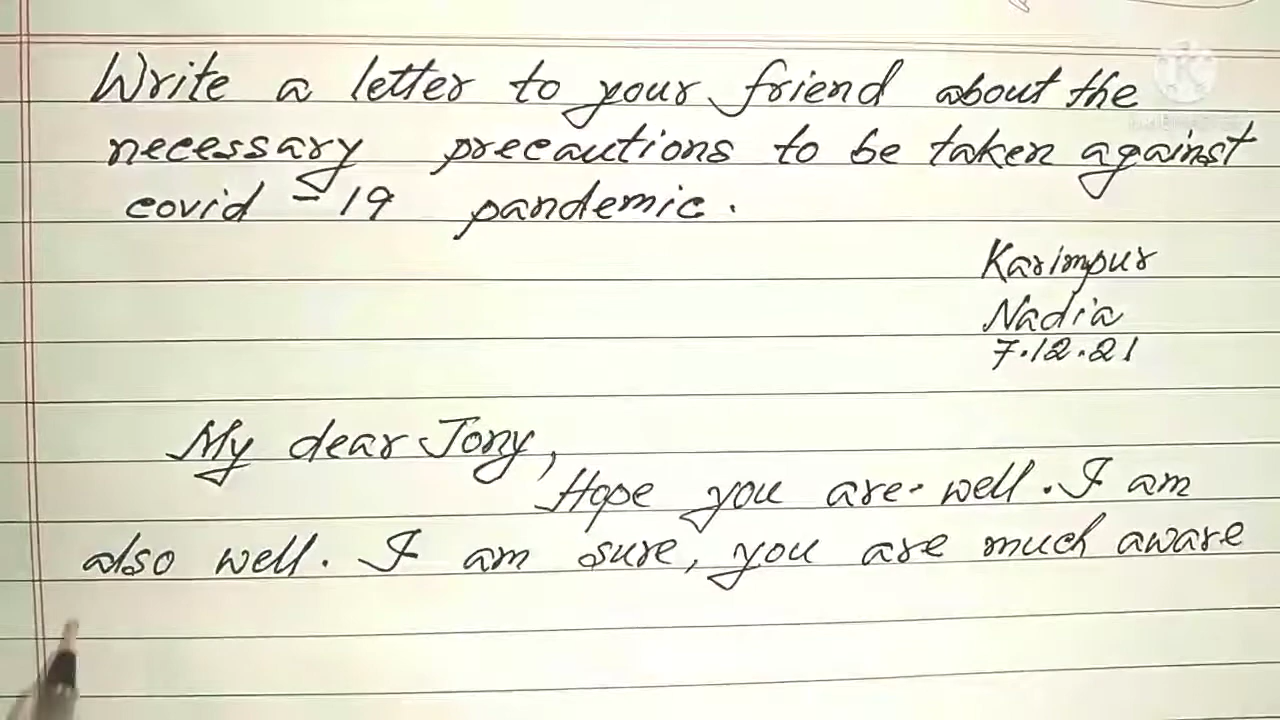 Write a letter to your friend about the
necessary precautions to be taken against
covid - 19 pandemic.
Karimpur
Nadia
7.12.21
My dear Jony,
Hope you are well. I am
also well. I am sure, you are much aware